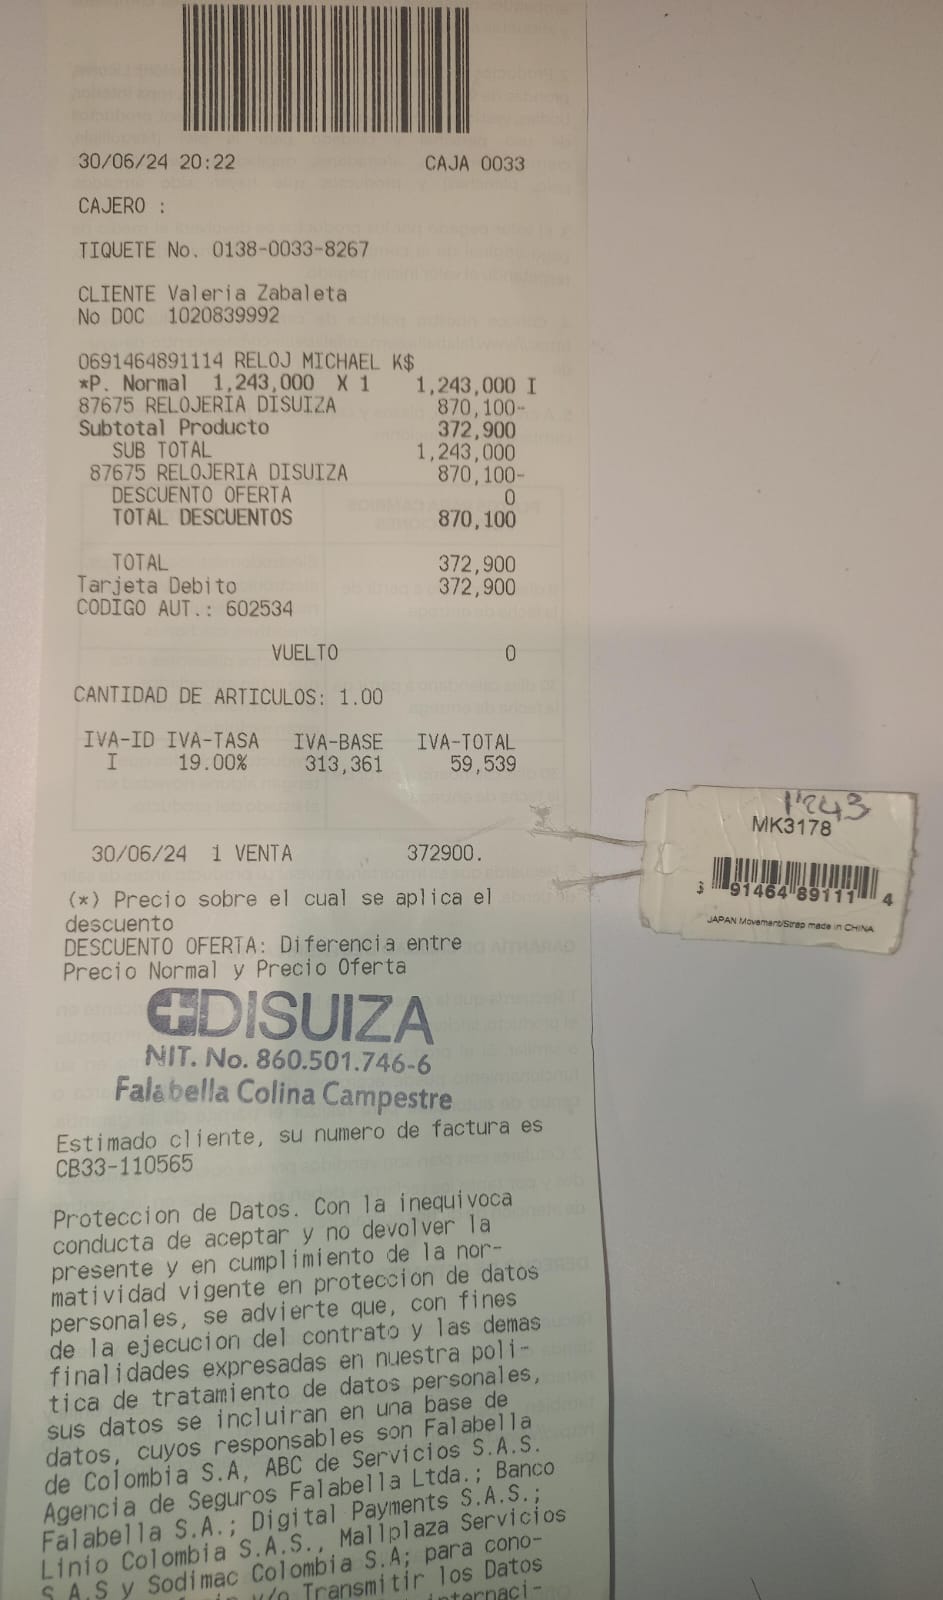 30/06/24 20:22 CAJA 0033
CAJERO :
TIQUETE No. 0138-0033-8267
CLIENTE Valeria Zabaleta
No DOC 1020839992
0691464891114 RELOJ MICHAEL K$
*P. Normal 1,243,000 X 1 1,243,000 I
87675 RELOJERIA DISUIZA 870,100-
Subtotal Producto 372,900
SUB TOTAL 1,243,000
87675 RELOJERIA DISUIZA 870,100-
DESCUENTO OFERTA 0
TOTAL DESCUENTOS 870,100
TOTAL 372,900
Tarjeta Debito 372,900
CODIGO AUT.: 602534
VUELTO 0
CANTIDAD DE ARTICULOS: 1.00
IVA-ID IVA-TASA IVA-BASE IVA-TOTAL
I 19.00% 313,361 59,539
30/06/24 1 VENTA 372900.
(*) Precio sobre el cual se aplica el
descuento
DESCUENTO OFERTA: Diferencia entre
Precio Normal y Precio Oferta
DISUIZA
NIT. No. 860.501.746-6
Falabella Colina Campestre
Estimado cliente, su numero de factura es
CB33-110565
Proteccion de Datos. Con la inequivoca
conducta de aceptar y no devolver la
presente y en cumplimiento de la nor-
matividad vigente en proteccion de datos
personales, se advierte que, con fines
de la ejecucion del contrato y las demas
finalidades expresadas en nuestra poli-
tica de tratamiento de datos personales,
sus datos se incluiran en una base de
datos, cuyos responsables son Falabella
de Colombia S.A, ABC de Servicios S.A.S.
Agencia de Seguros Falabella Ltda.; Banco
Falabella S.A.; Digital Payments S.A.S.;
Linio Colombia S.A.S., Mallplaza Servicios
S.A.S y Sodimac Colombia S.A; para cono-
y/o Transmitir los Datos
internaci-
1'243
MK3178
91464 89111 4
JAPAN Movement/Strap made in CHINA